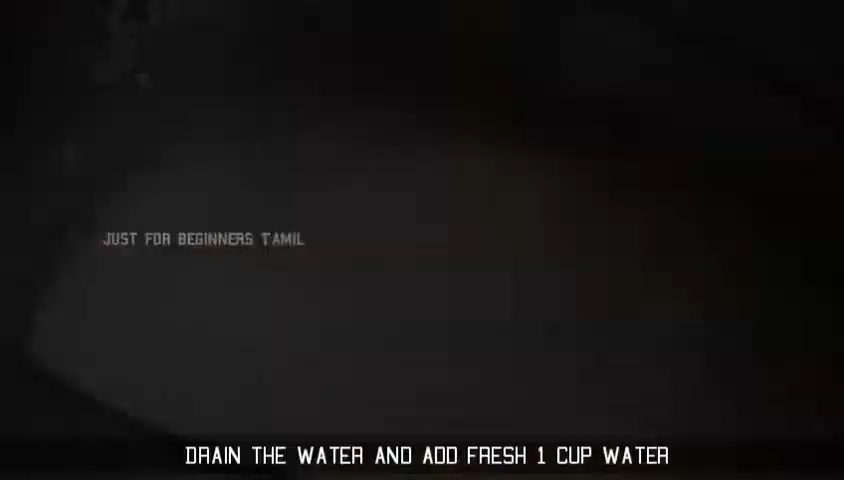 JUST FOR BEGINNERS TAMIL
DRAIN THE WATER AND ADD FRESH 1 CUP WATER